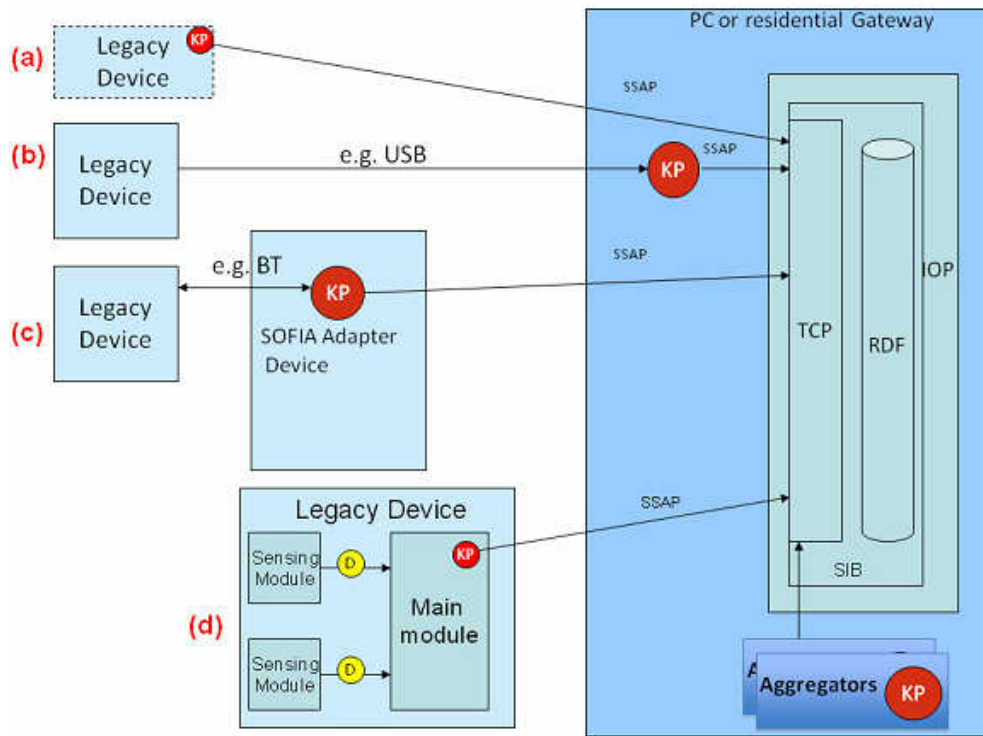 PC or residential Gateway
(a)
Legacy
Device
KP
SSAP
(b)
Legacy
Device
e.g. USB
KP
SSAP
(c)
Legacy
Device
e.g. BT
KP
SOFIA Adapter
Device
SSAP
TCP
RDF
IOP
SIB
(d)
Legacy Device
Sensing
Module
D
Sensing
Module
D
KP
Main
module
SSAP
A
Aggregators
KP